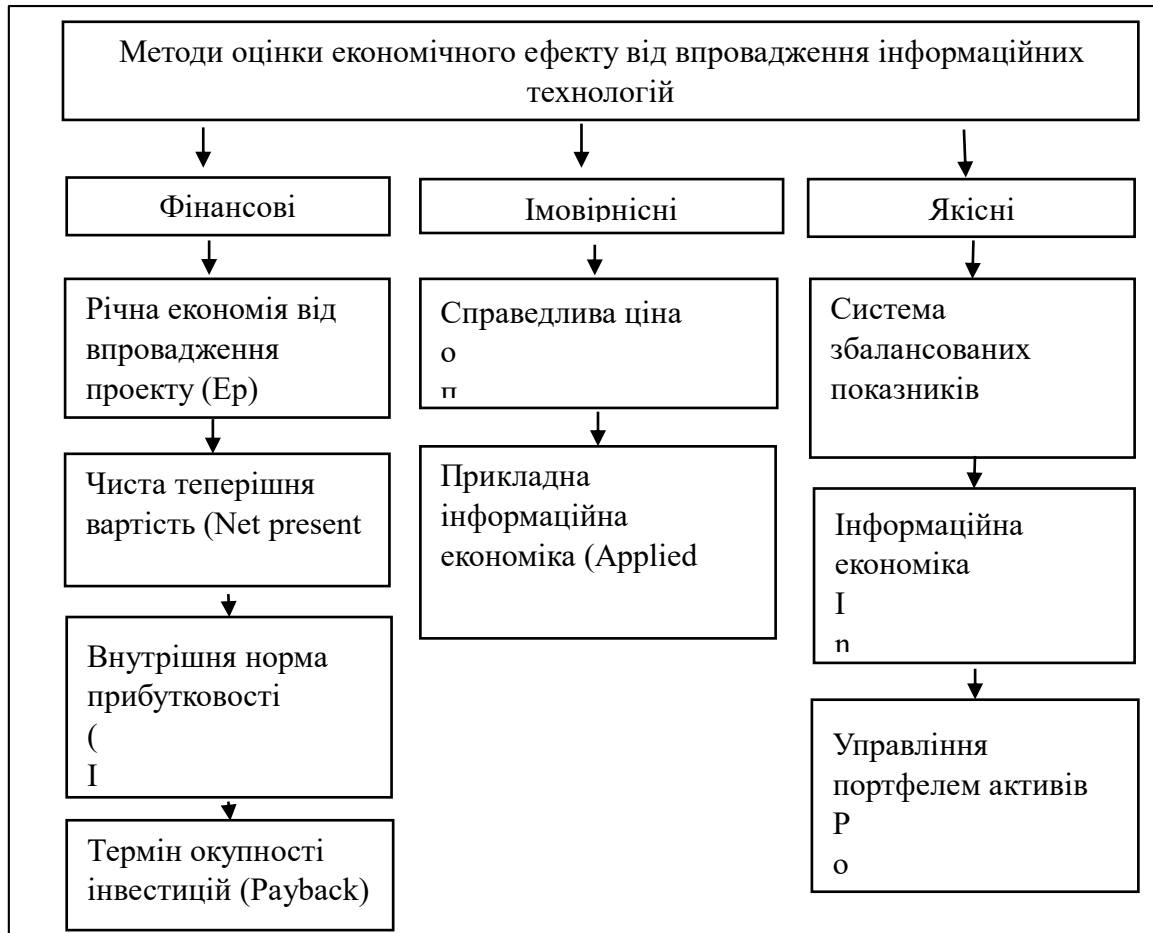 Методи оцінки економічного ефекту від впровадження інформаційних
технологій
Фінансові
Імовірнісні
Якісні
Річна економія від
впровадження
проекту (Ер)
Справедлива ціна
о
п
Система
збалансованих
показників
Чиста теперішня
вартість (Net present
Прикладна
інформаційна
економіка (Applied
Інформаційна
економіка
I
n
Внутрішня норма
прибутковості
(
I
Управління
портфелем активів
P
o
Термін окупності
інвестицій (Payback)